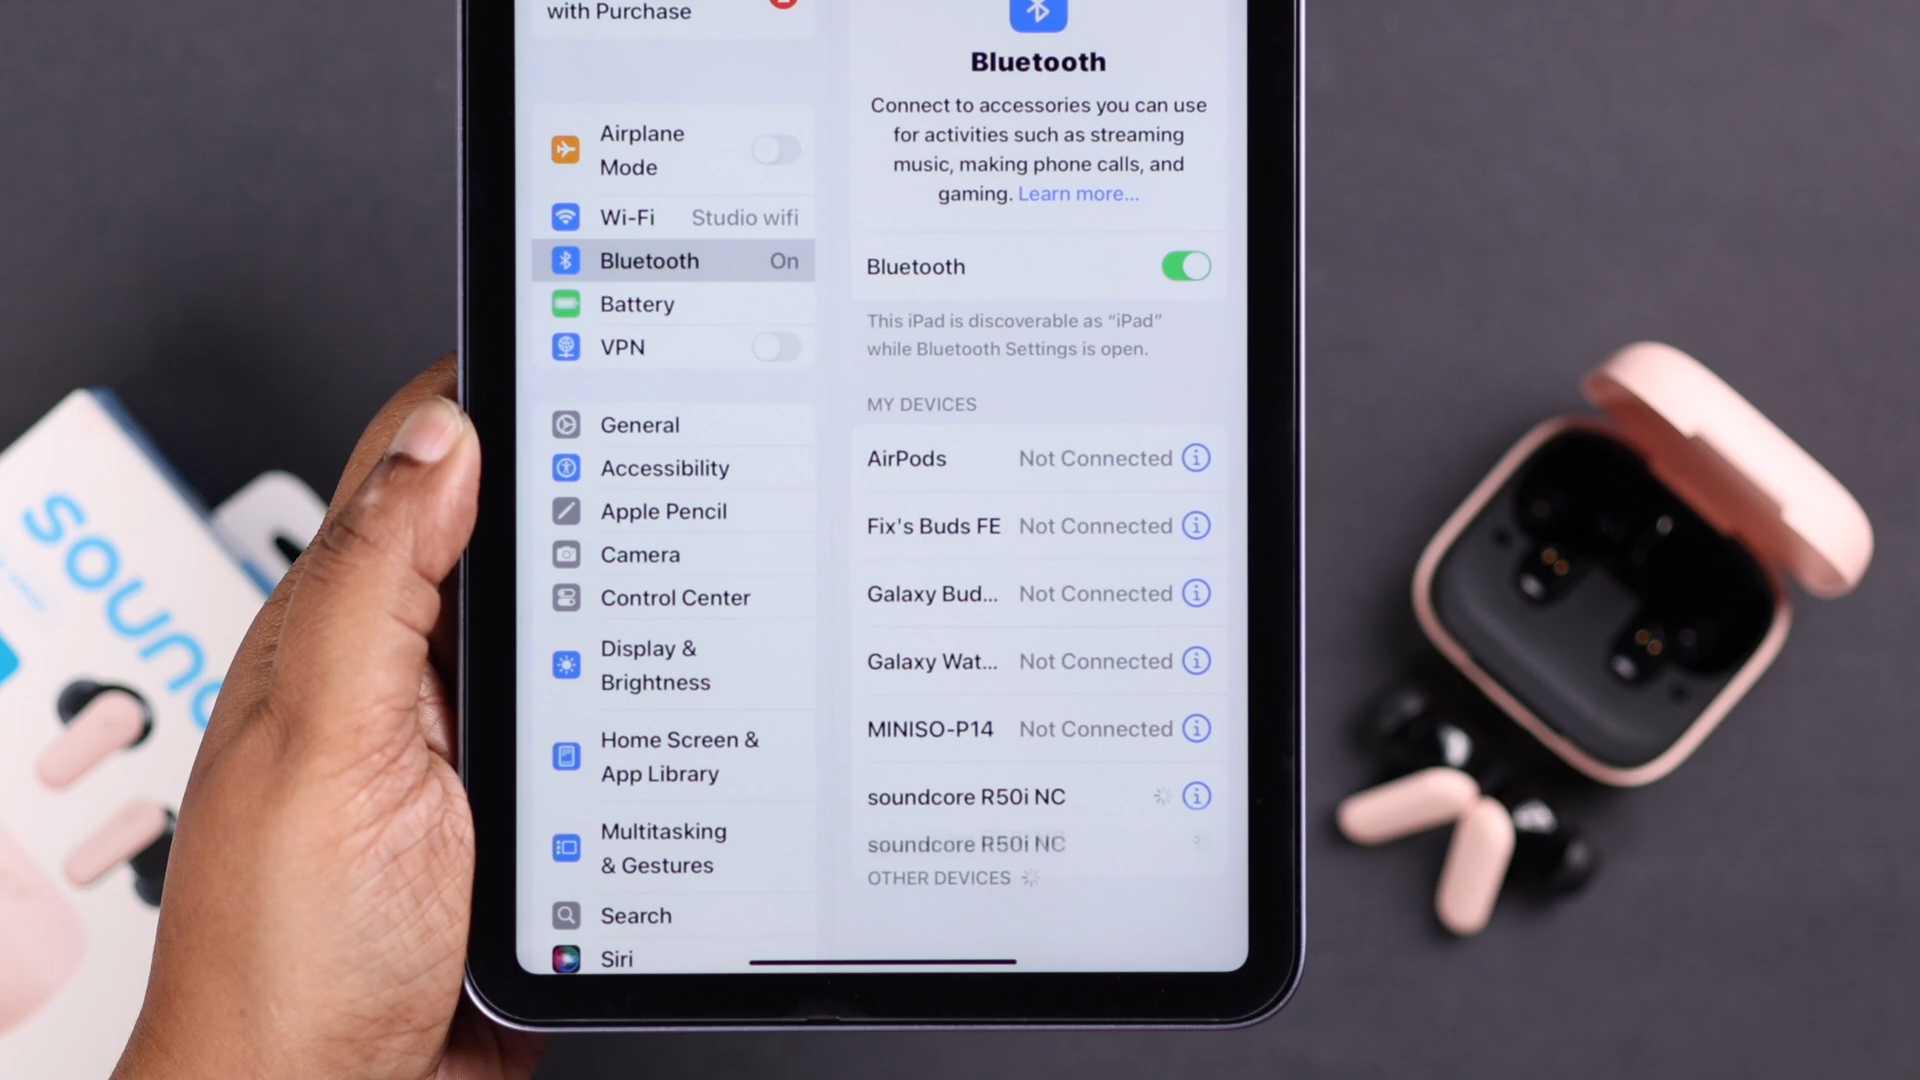 with Purchase
Airplane
Mode
Wi-Fi Studio wifi
Bluetooth On
Battery
VPN
General
Accessibility
Apple Pencil
Camera
Control Center
Display &
Brightness
Home Screen &
App Library
Multitasking
& Gestures
Search
Siri
Bluetooth
Connect to accessories you can use
for activities such as streaming
music, making phone calls, and
gaming. Learn more...
Bluetooth
This iPad is discoverable as “iPad”
while Bluetooth Settings is open.
MY DEVICES
AirPods Not Connected
Fix's Buds FE Not Connected
Galaxy Bud... Not Connected
Galaxy Wat... Not Connected
MINISO-P14 Not Connected
soundcore R50i NC
soundcore R50i NC
OTHER DEVICES